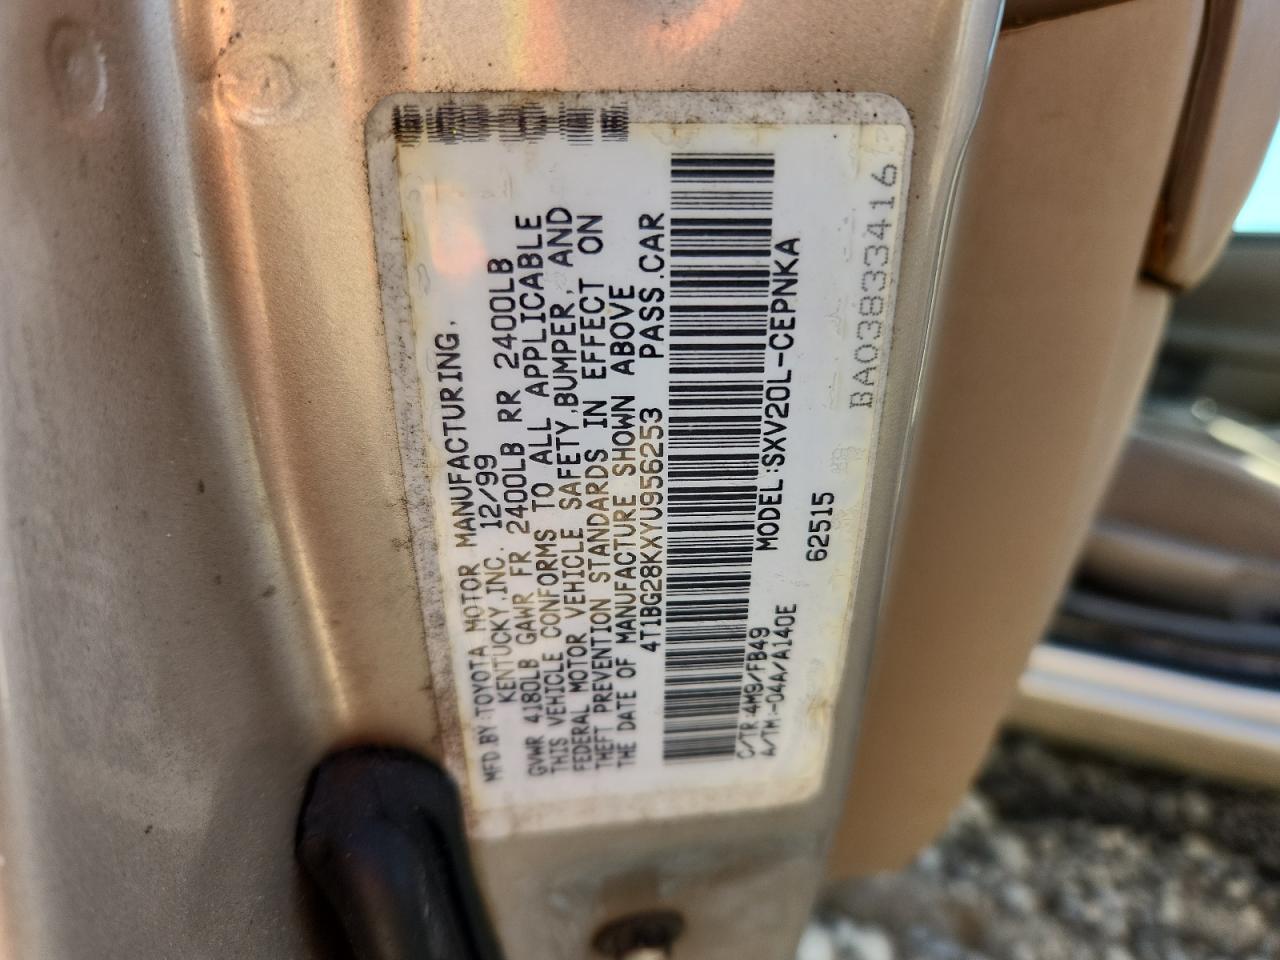 MFD.BY:TOYOTA MOTOR MANUFACTURING,
KENTUCKY,INC. 12/99
GVWR 4180LB GAWR FR 2400LB RR 2400LB
THIS VEHICLE CONFORMS TO ALL APPLICABLE
FEDERAL MOTOR VEHICLE SAFETY,BUMPER, AND
THEFT PREVENTION STANDARDS IN EFFECT ON
THE DATE OF MANUFACTURE SHOWN ABOVE
4T1BG28KXYU956253 PASS.CAR
C/TR:4M9/FB49 MODEL:SXV20L-CEPNKA
A/TM:-04A/A140E 62515
BA03833416